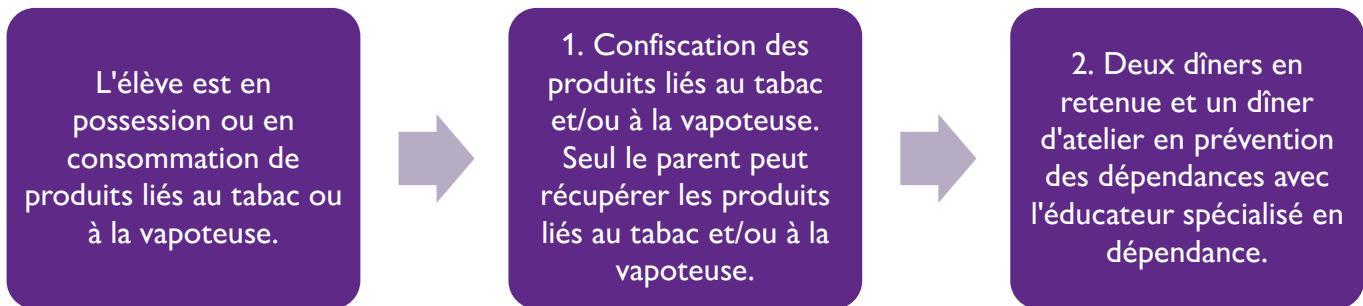 L'élève est en
possession ou en
consommation de
produits liés au tabac ou
à la vapoteuse.
1. Confiscation des
produits liés au tabac
et/ou à la vapoteuse.
Seul le parent peut
récupérer les produits
liés au tabac et/ou à la
vapoteuse.
2. Deux dîners en
retenue et un dîner
d'atelier en prévention
des dépendances avec
l'éducateur spécialisé en
dépendance.